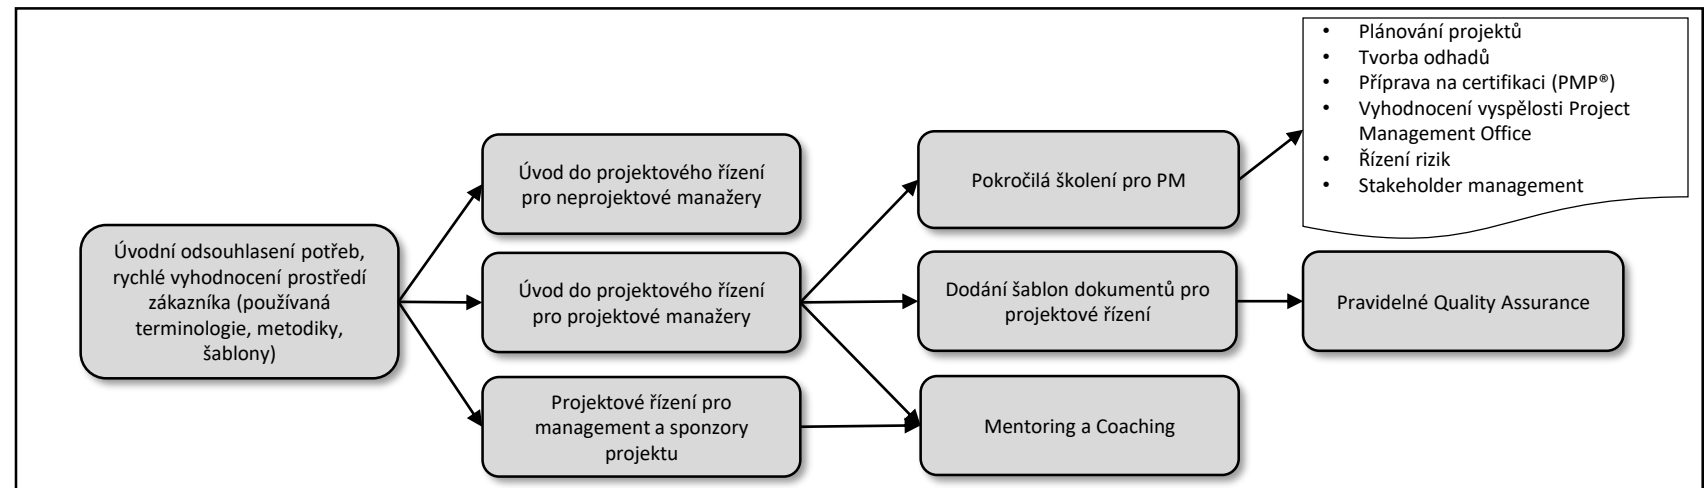 Úvodní odsouhlasení potřeb,
rychlé vyhodnocení prostředí
zákazníka (používaná
terminologie, metodiky,
šablony)
Úvod do projektového řízení
pro neprojektové manažery
Úvod do projektového řízení
pro projektové manažery
Projektové řízení pro
management a sponzory
projektu
Pokročilá školení pro PM
Dodání šablon dokumentů pro
projektové řízení
Mentoring a Coaching
• Plánování projektů
• Tvorba odhadů
• Příprava na certifikaci (PMP®)
• Vyhodnocení vyspělosti Project
Management Office
• Řízení rizik
• Stakeholder management
Pravidelné Quality Assurance